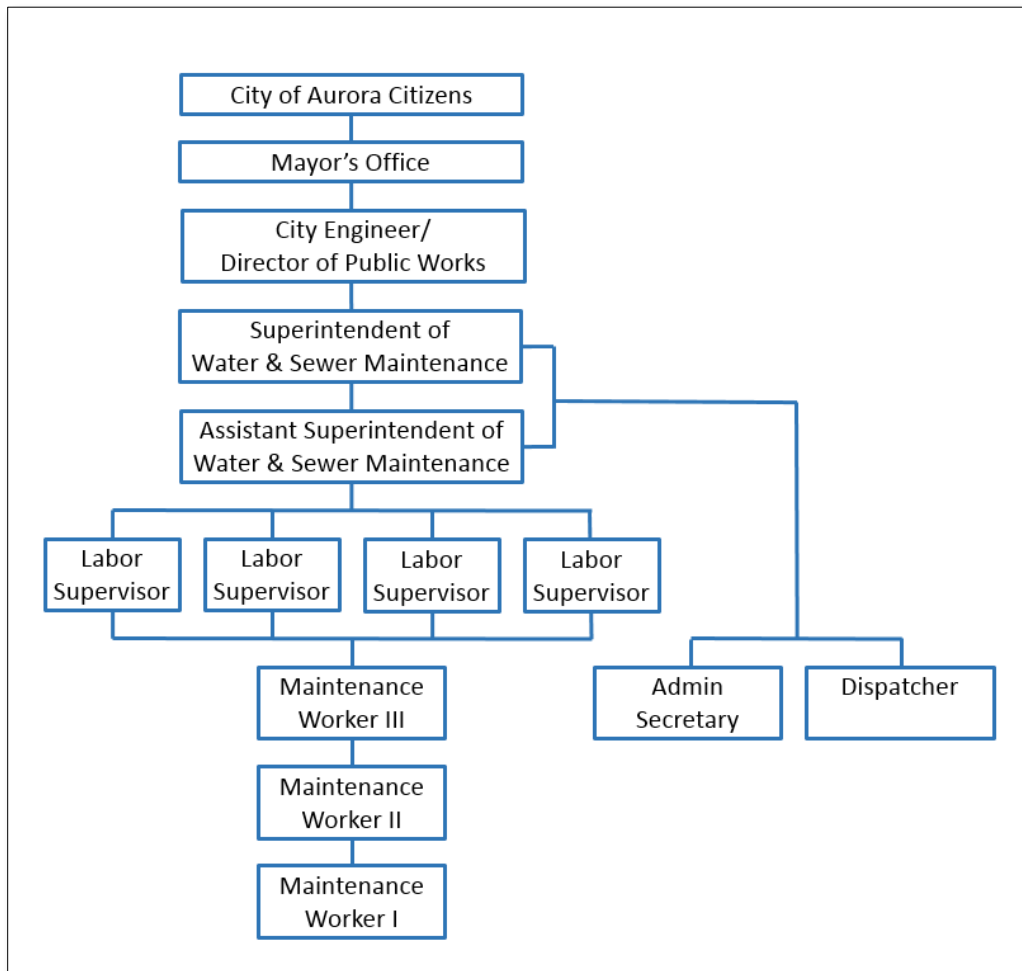 City of Aurora Citizens
Mayor’s Office
City Engineer/
Director of Public Works
Superintendent of
Water & Sewer Maintenance
Assistant Superintendent of
Water & Sewer Maintenance
Labor
Supervisor
Labor
Supervisor
Labor
Supervisor
Labor
Supervisor
Maintenance
Worker III
Admin
Secretary
Dispatcher
Maintenance
Worker II
Maintenance
Worker I